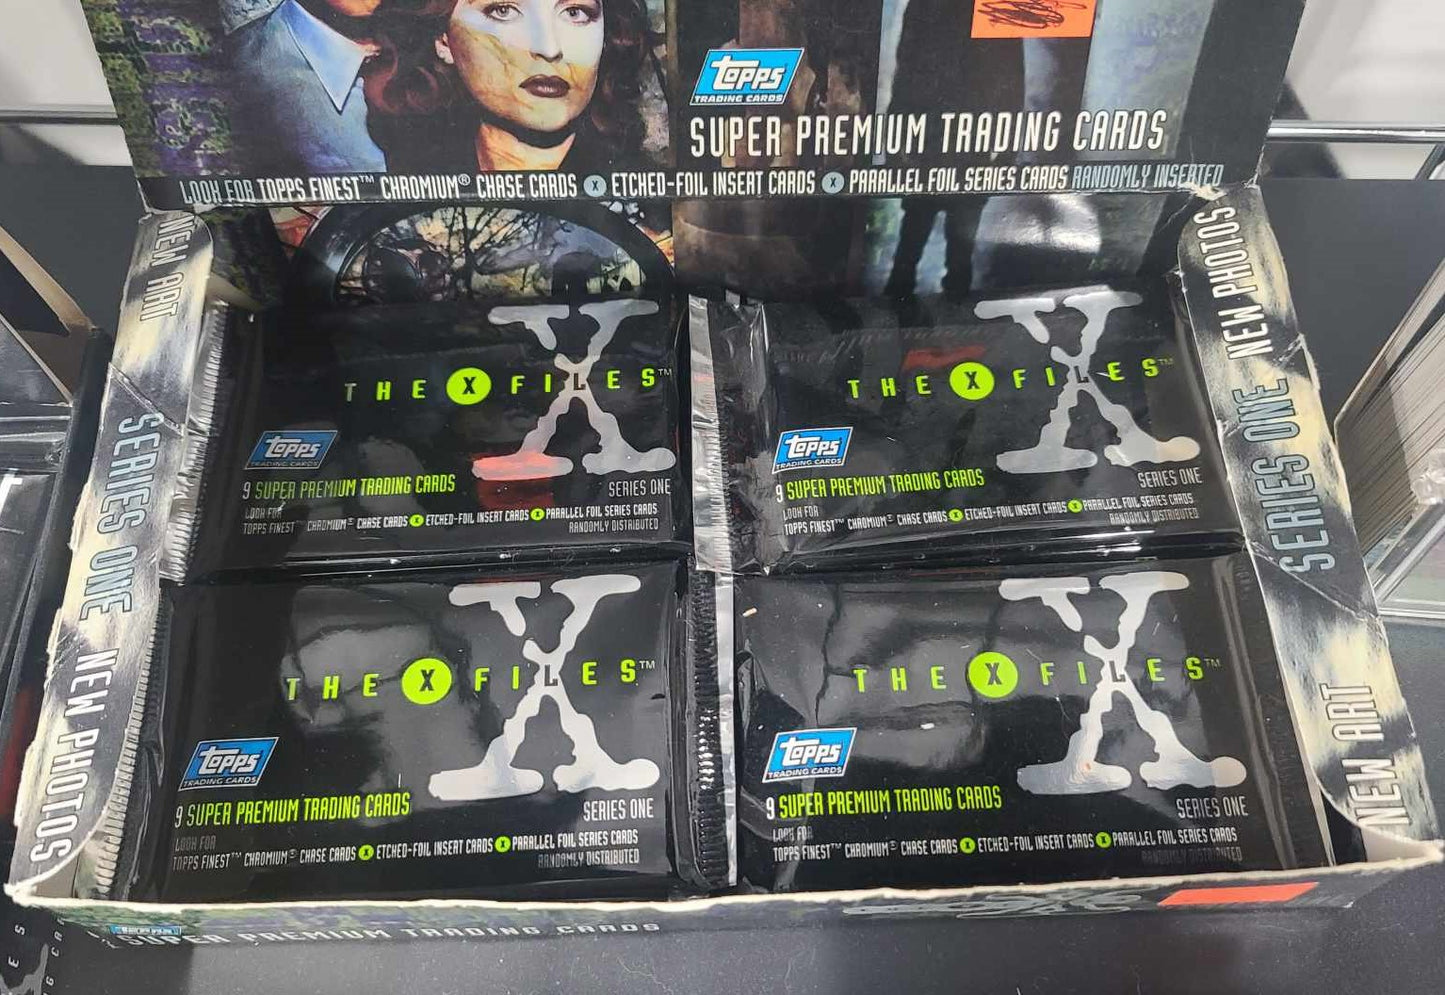 TOPPS
TRADING CARDS
SUPER PREMIUM TRADING CARDS
LOOK FOR TOPPS FINEST™ CHROMIUM® CHASE CARDS X ETCHED-FOIL INSERT CARDS X PARALLEL FOIL SERIES CARDS RANDOMLY INSERTED
NEW ART
SERIES ONE
NEW PHOTOS
THE X FILES™
TOPPS
TRADING CARDS
9 SUPER PREMIUM TRADING CARDS
SERIES ONE
LOOK FOR
TOPPS FINEST™ CHROMIUM® CHASE CARDS X ETCHED-FOIL INSERT CARDS X PARALLEL FOIL SERIES CARDS
RANDOMLY DISTRIBUTED
THE X FILES™
TOPPS
TRADING CARDS
9 SUPER PREMIUM TRADING CARDS
SERIES ONE
LOOK FOR
TOPPS FINEST™ CHROMIUM® CHASE CARDS X ETCHED-FOIL INSERT CARDS X PARALLEL FOIL SERIES CARDS
RANDOMLY DISTRIBUTED
NEW PHOTOS
SERIES ONE
NEW ART
THE X FILES™
TOPPS
TRADING CARDS
9 SUPER PREMIUM TRADING CARDS
SERIES ONE
LOOK FOR
TOPPS FINEST™ CHROMIUM® CHASE CARDS X ETCHED-FOIL INSERT CARDS X PARALLEL FOIL SERIES CARDS
RANDOMLY DISTRIBUTED
THE X FILES™
TOPPS
TRADING CARDS
9 SUPER PREMIUM TRADING CARDS
SERIES ONE
LOOK FOR
TOPPS FINEST™ CHROMIUM® CHASE CARDS X ETCHED-FOIL INSERT CARDS X PARALLEL FOIL SERIES CARDS
RANDOMLY DISTRIBUTED
SUPER PREMIUM TRADING CARDS